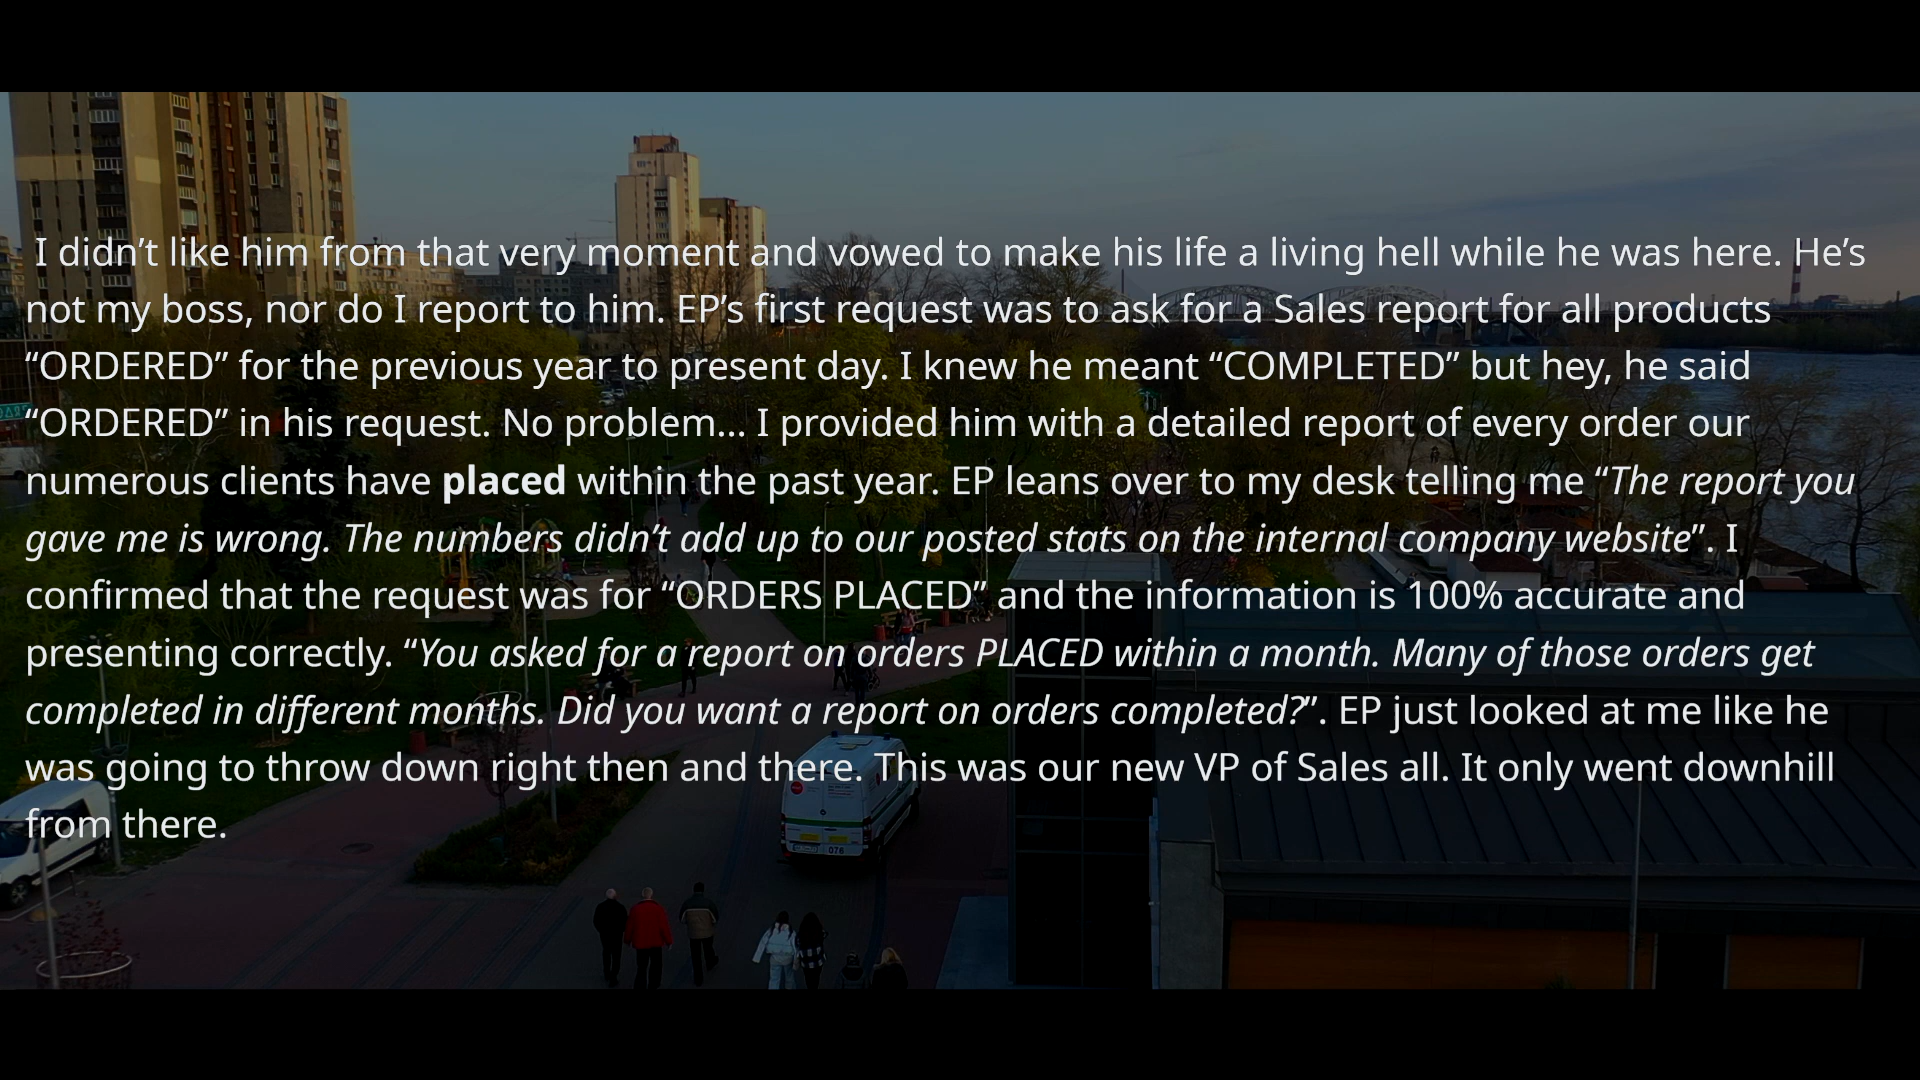 I didn’t like him from that very moment and vowed to make his life a living hell while he was here. He’s
not my boss, nor do I report to him. EP’s first request was to ask for a Sales report for all products
“ORDERED” for the previous year to present day. I knew he meant “COMPLETED” but hey, he said
“ORDERED” in his request. No problem... I provided him with a detailed report of every order our
numerous clients have placed within the past year. EP leans over to my desk telling me “The report you
gave me is wrong. The numbers didn’t add up to our posted stats on the internal company website”. I
confirmed that the request was for “ORDERS PLACED” and the information is 100% accurate and
presenting correctly. “You asked for a report on orders PLACED within a month. Many of those orders get
completed in different months. Did you want a report on orders completed?”. EP just looked at me like he
was going to throw down right then and there. This was our new VP of Sales all. It only went downhill
from there.
076